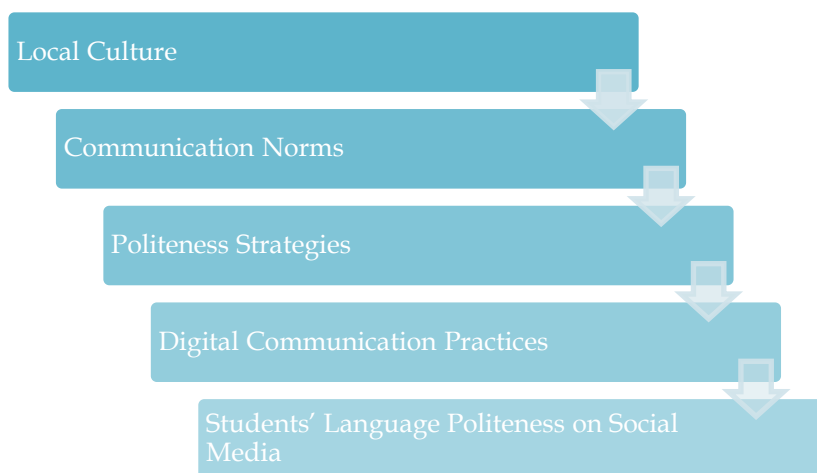 Local Culture
Communication Norms
Politeness Strategies
Digital Communication Practices
Students’ Language Politeness on Social
Media